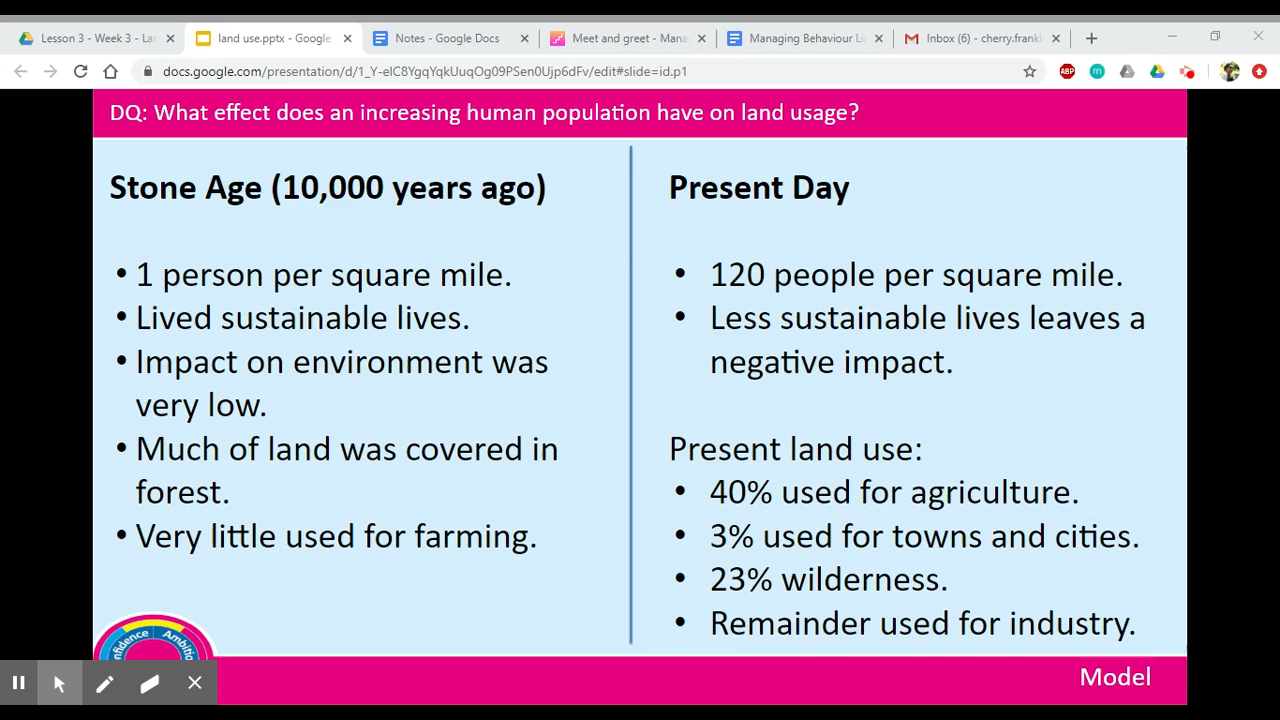 Lesson 3 - Week 3 - La
land use.pptx - Google
Notes - Google Docs
Meet and greet - Mana
Managing Behaviour Li
Inbox (6) - cherry.frankl
docs.google.com/presentation/d/1_Y-elf8YgqYqkUuqOg09PSen0Ujp6dFv/edit#slide=id.p1
ABP
m
DQ: What effect does an increasing human population have on land usage?
Stone Age (10,000 years ago)
• 1 person per square mile.
• Lived sustainable lives.
• Impact on environment was
very low.
• Much of land was covered in
forest.
• Very little used for farming.
Present Day
• 120 people per square mile.
• Less sustainable lives leaves a
negative impact.
Present land use:
• 40% used for agriculture.
• 3% used for towns and cities.
• 23% wilderness.
• Remainder used for industry.
Model